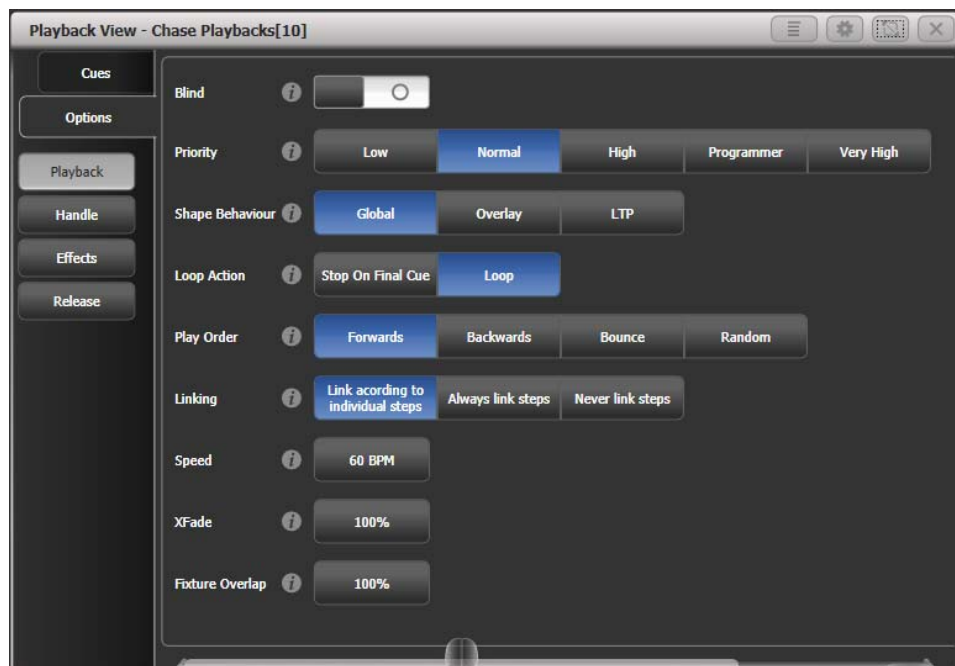 Playback View - Chase Playbacks[10]
Cues
Options
Playback
Handle
Effects
Release
Blind
Priority Low Normal High Programmer Very High
Shape Behaviour Global Overlay LTP
Loop Action Stop On Final Cue Loop
Play Order Forwards Backwards Bounce Random
Linking Link acording to individual steps Always link steps Never link steps
Speed 60 BPM
XFade 100%
Fixture Overlap 100%